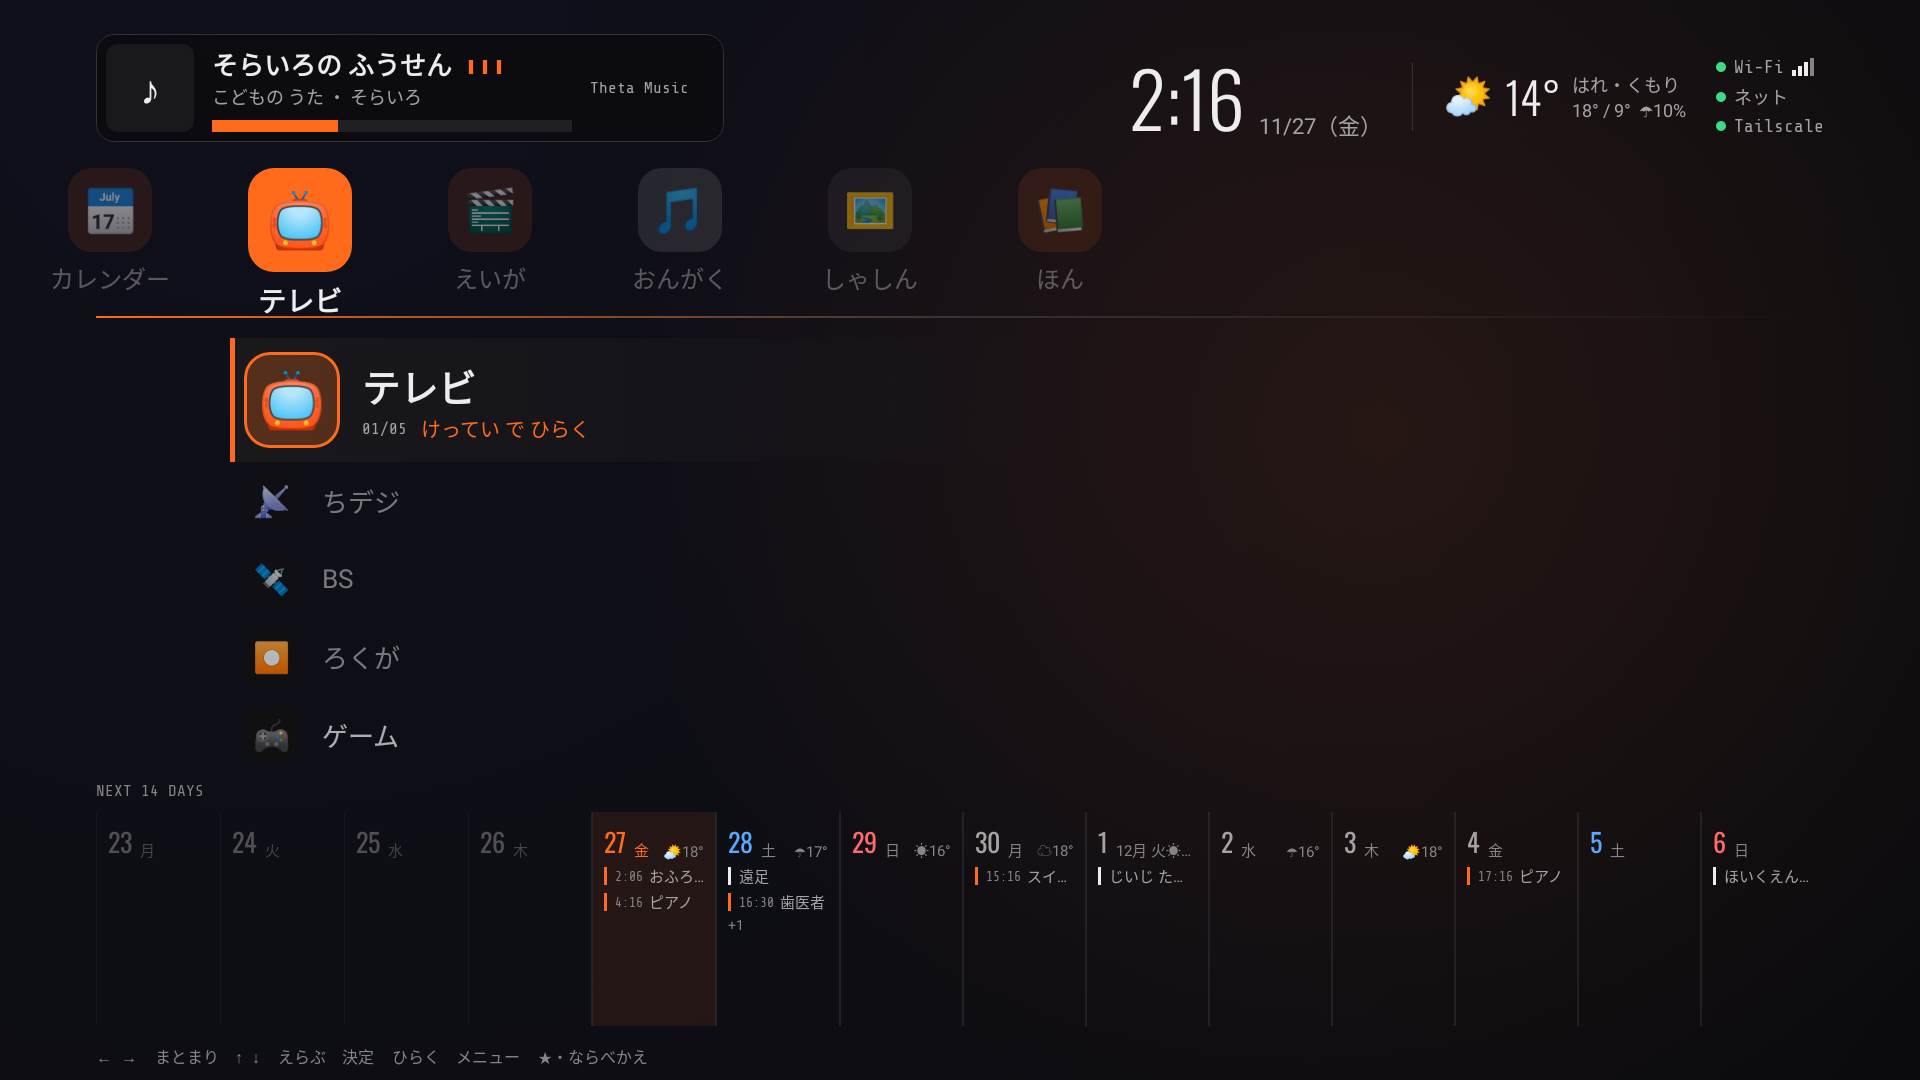 ♪
そらいろの ふうせん
こどもの うた ・ そらいろ
Theta Music
2:16 11/27（金）
14°
はれ・くもり
18° / 9° ☂10%
Wi-Fi
ネット
Tailscale
July
17
カレンダー
テレビ
えいが
おんがく
しゃしん
ほん
テレビ
01/05 けってい で ひらく
ちデジ
BS
ろくが
ゲーム
NEXT 14 DAYS
23 月
24 火
25 水
26 木
27 金 18°
2:06 おふろ…
4:16 ピアノ
28 土 ☂17°
遠足
16:30 歯医者
+1
29 日 ☀16°
30 月 ☁18°
15:16 スイ…
1 12月 火☀…
じいじ た…
2 水 ☂16°
3 木 18°
4 金
17:16 ピアノ
5 土
6 日
ほいくえん…
← → まとまり ↑ ↓ えらぶ 決定 ひらく メニュー ★・ならべかえ